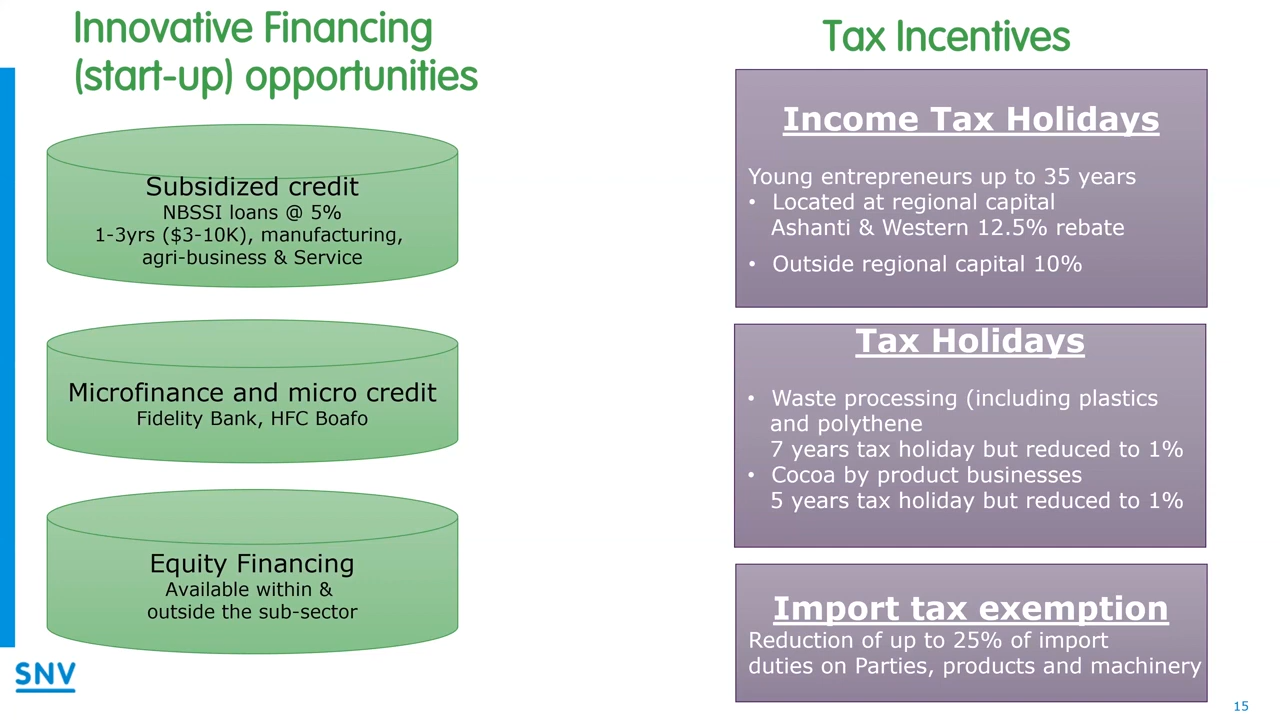 Innovative Financing
(start-up) opportunities
Subsidized credit
NBSSI loans @ 5%
1-3yrs ($3-10K), manufacturing,
agri-business & Service
Microfinance and micro credit
Fidelity Bank, HFC Boafo
Equity Financing
Available within &
outside the sub-sector
SNV
Tax Incentives
Income Tax Holidays
Young entrepreneurs up to 35 years
• Located at regional capital
Ashanti & Western 12.5% rebate
• Outside regional capital 10%
Tax Holidays
• Waste processing (including plastics
and polythene
7 years tax holiday but reduced to 1%
• Cocoa by product businesses
5 years tax holiday but reduced to 1%
Import tax exemption
Reduction of up to 25% of import
duties on Parties, products and machinery
15